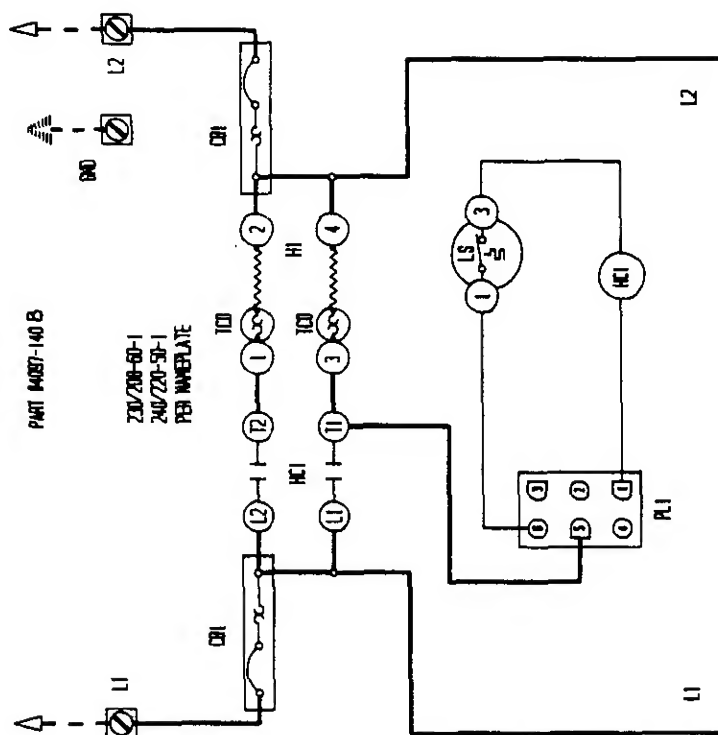 PART #4097-140 B
230/208-60-1
240/220-50-1
PER NAMEPLATE
L1
GND
L2
CB1
CB1
TCO
L2
T2
1
2
HC1
H1
TCO
L1
T1
3
4
LS
1
3
HC1
PL1
6
3
5
2
4
1
L1
L2